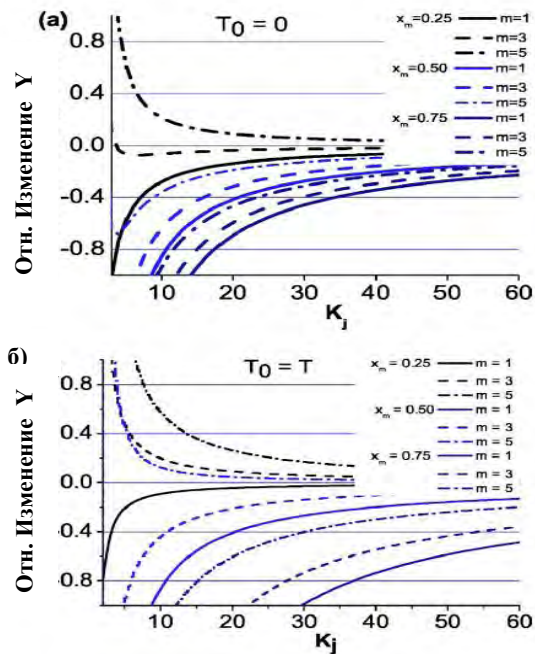 (a)
T₀ = 0
xₘ=0.25 m=1
m=3
m=5
xₘ=0.50 m=1
m=3
m=5
xₘ=0.75 m=1
m=3
m=5
Отн. Изменение Y
0.8
0.4
0.0
-0.4
-0.8
10 20 30 40 50 60
Kⱼ
б)
T₀ = T
xₘ = 0.25 m = 1
m = 3
m = 5
xₘ = 0.50 m = 1
m = 3
m = 5
xₘ = 0.75 m = 1
m = 3
m = 5
Отн. Изменение Y
0.8
0.4
0.0
0.4
0.8
10 20 30 40 50 60
Kⱼ